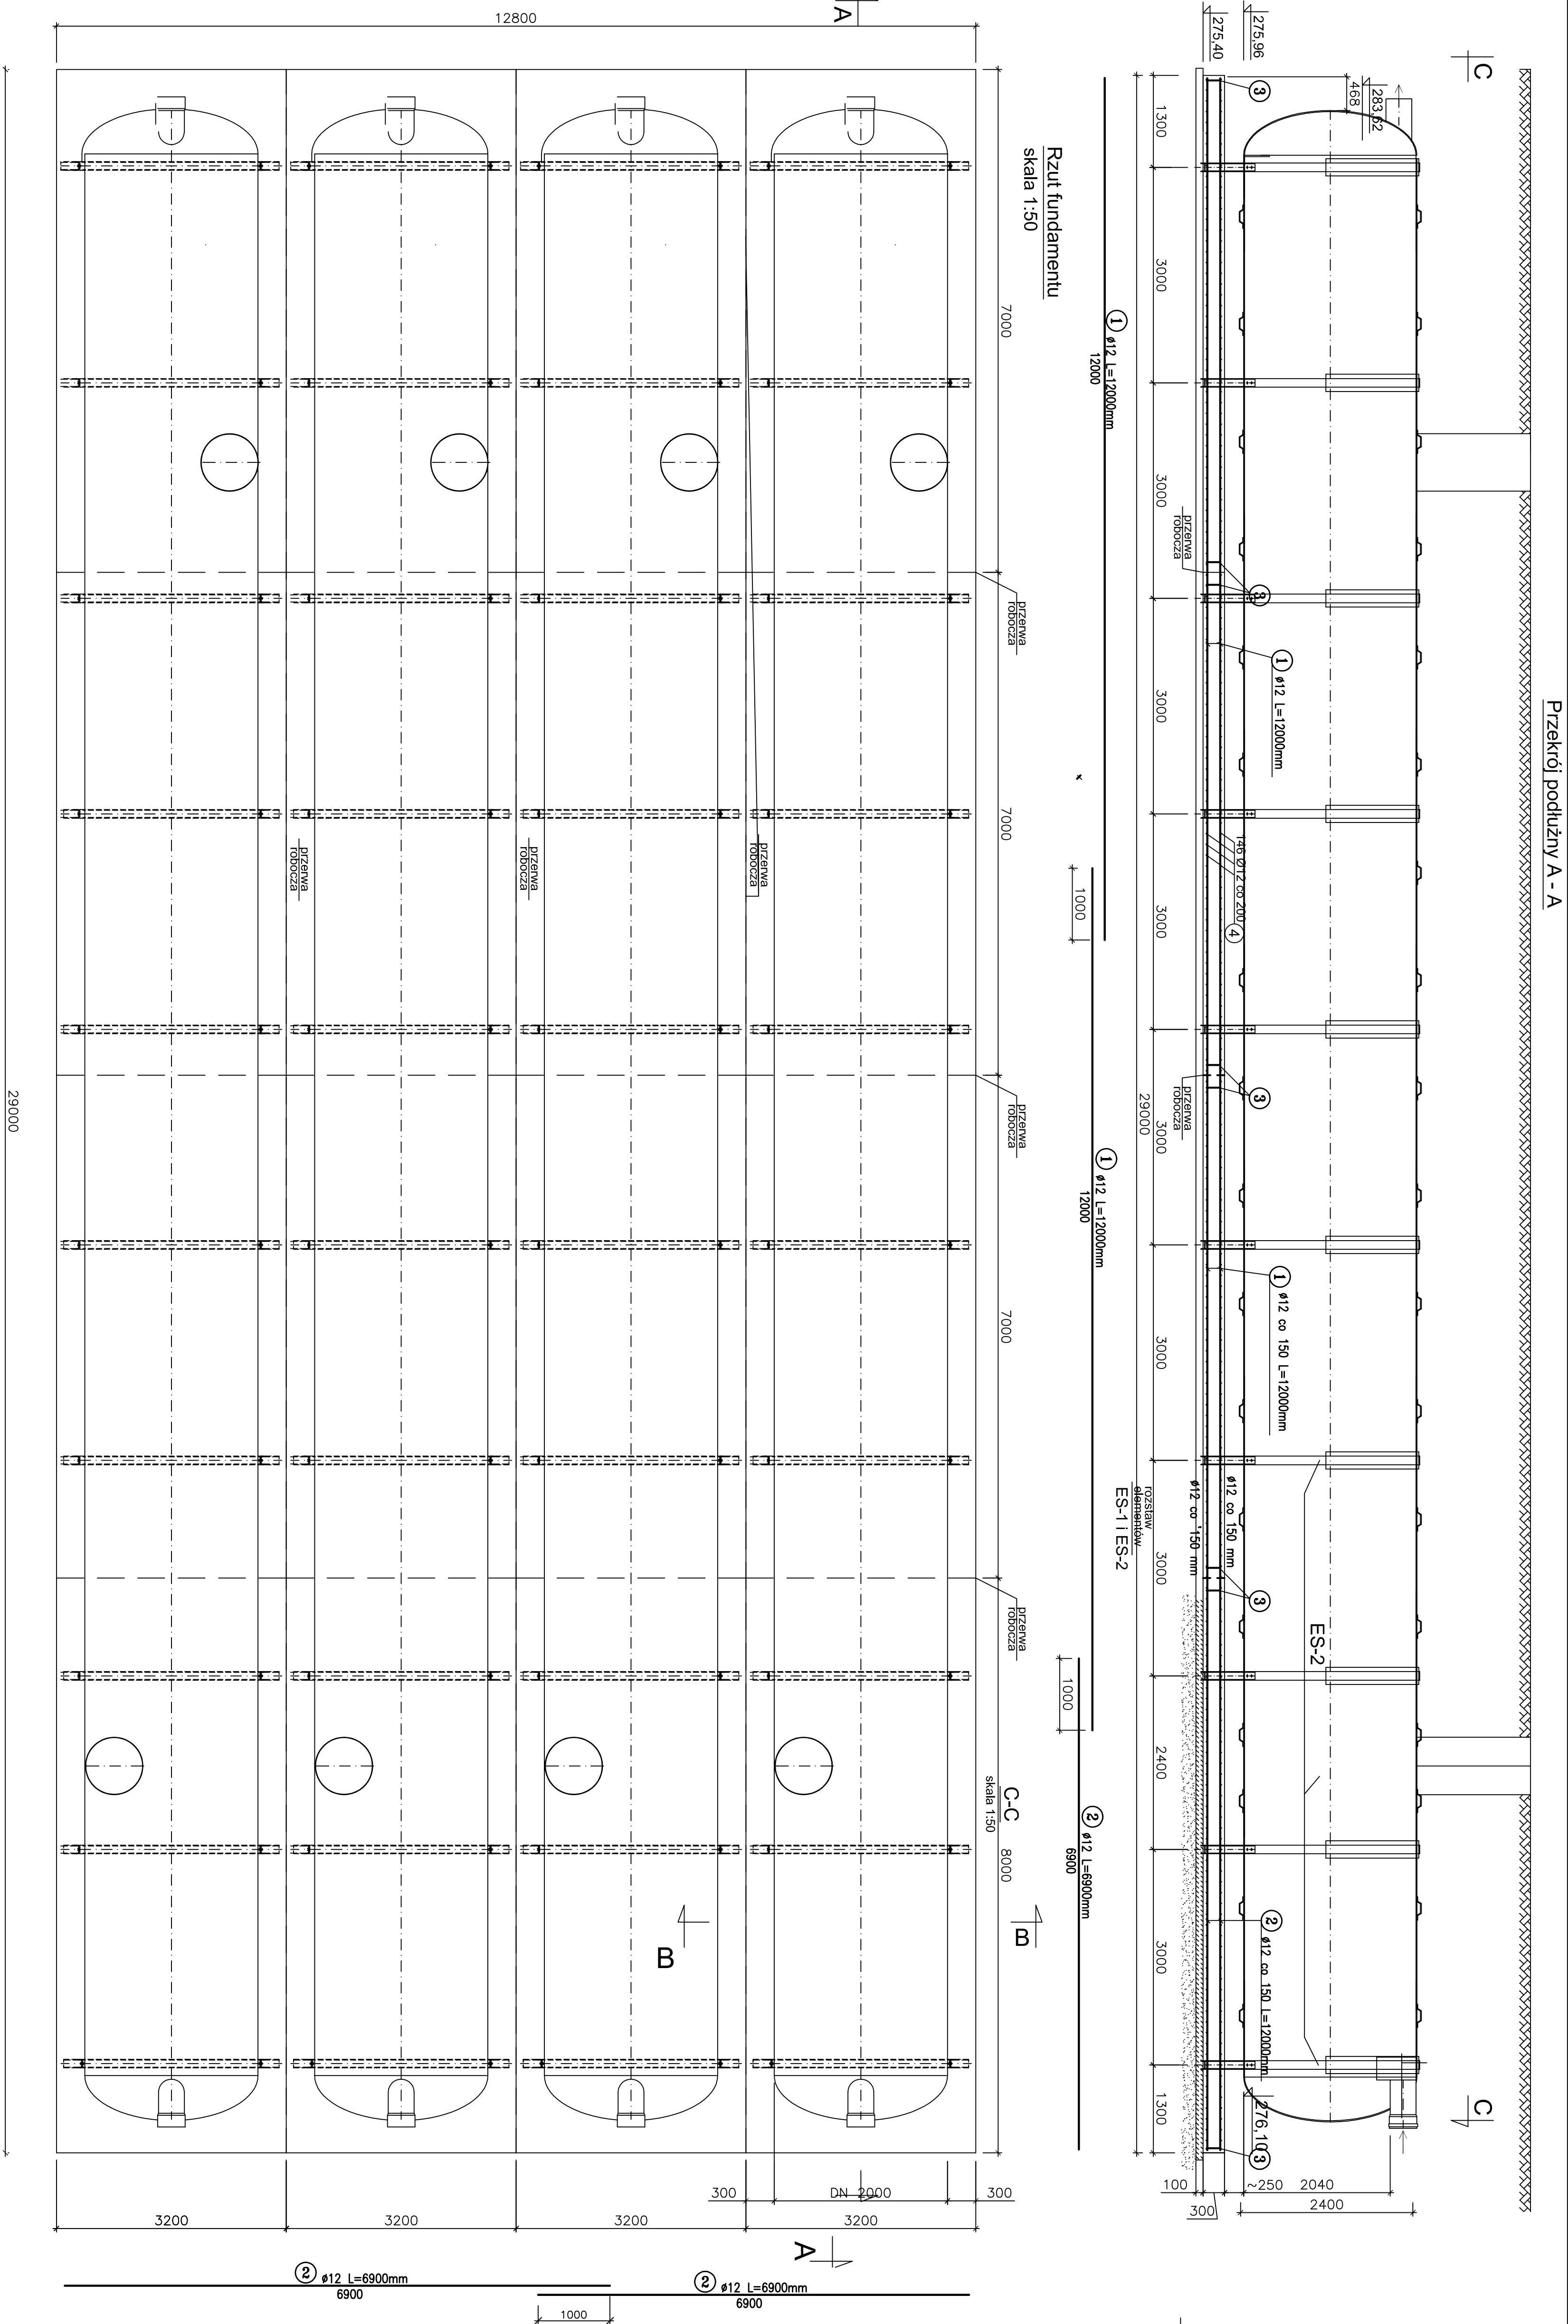 Przekrój podłużny A - A
C
C
275,96
275,40
283,62
468
3
3
3
3
3
przerwa
robocza
przerwa
robocza
1 ø12 L=12000mm
146 Ø12 co 200 4
1 ø12 co 150 L=12000mm
ø12 co 150 mm
ø12 co 150 mm
ES-2
2 ø12 co 150 L=12000mm
276,10
100
300
~250
2040
2400
1300
3000
3000
3000
3000
3000
3000
3000
2400
3000
1300
29000
rozstaw
elementów
ES-1 i ES-2
1 ø12 L=12000mm
12000
1000
1 ø12 L=12000mm
12000
1000
2 ø12 L=6900mm
6900
Rzut fundamentu
skala 1:50
C-C
skala 1:50
B
B
7000
7000
7000
8000
przerwa
robocza
przerwa
robocza
przerwa
robocza
przerwa
robocza
przerwa
robocza
przerwa
robocza
A
A
12800
29000
300
DN 2000
300
3200
3200
3200
3200
2 ø12 L=6900mm
6900
2 ø12 L=6900mm
6900
1000